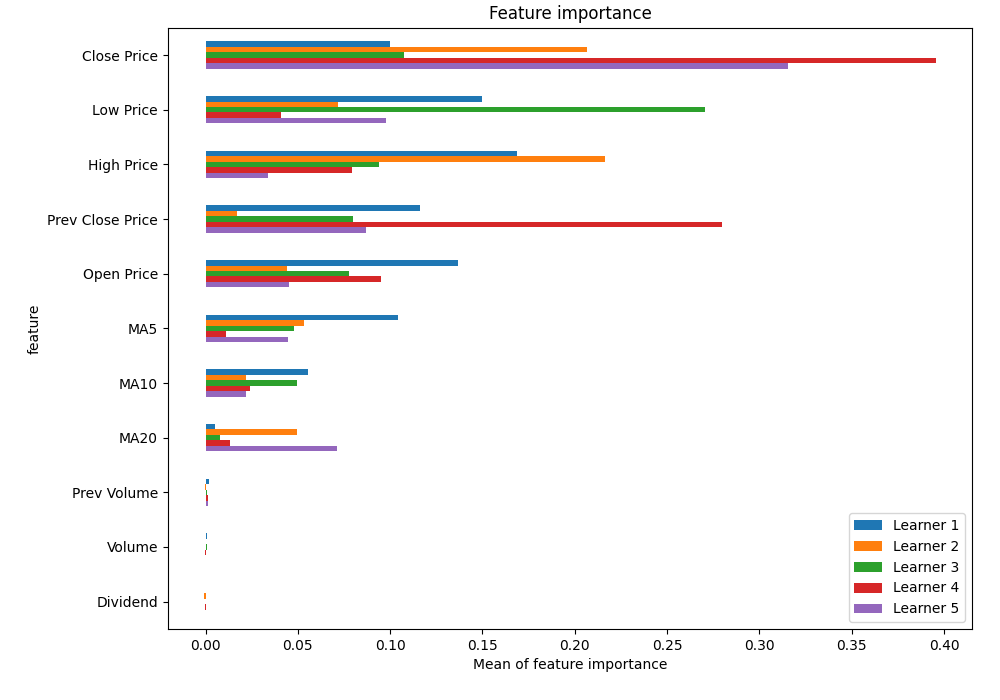 Feature importance
Close Price
Low Price
High Price
Prev Close Price
Open Price
MA5
MA10
MA20
Prev Volume
Volume
Dividend
feature
Learner 1
Learner 2
Learner 3
Learner 4
Learner 5
0.00 0.05 0.10 0.15 0.20 0.25 0.30 0.35 0.40
Mean of feature importance